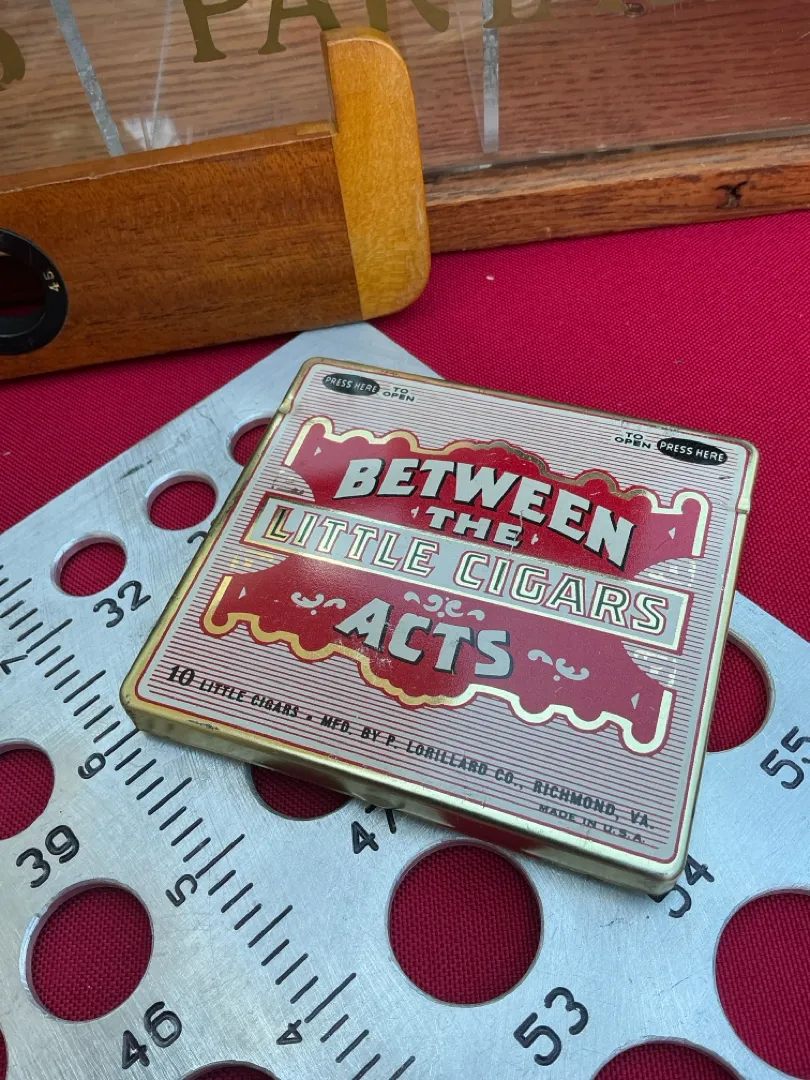 PRESS HERE TO OPEN
TO OPEN PRESS HERE
BETWEEN
THE
LITTLE CIGARS
ACTS
10 LITTLE CIGARS • MFD. BY P. LORILLARD CO., RICHMOND, VA.
MADE IN U.S.A.
45
32
7
6
5
4
39
46
47
53
54
55